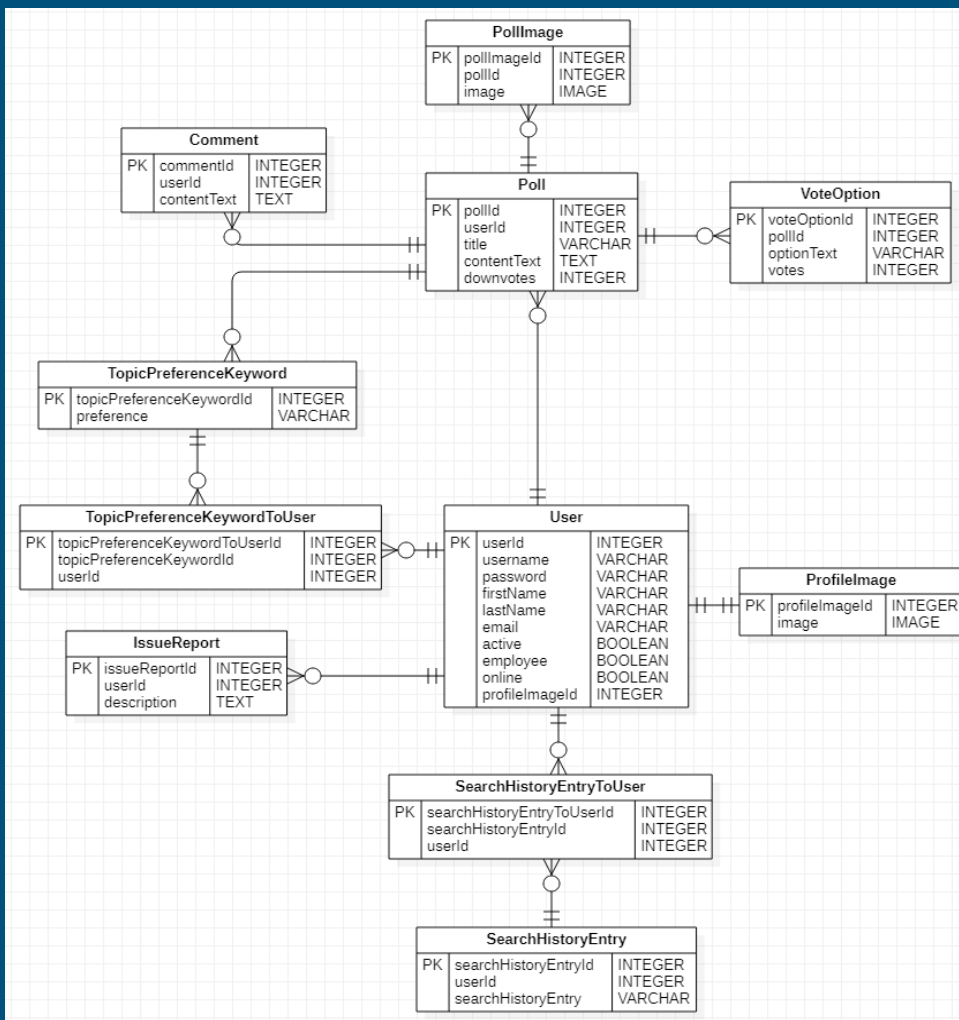 PollImage
PK pollImageId INTEGER
pollId INTEGER
image IMAGE
Comment
PK commentId INTEGER
userId INTEGER
contentText TEXT
Poll
PK pollId INTEGER
userId INTEGER
title VARCHAR
contentText TEXT
downvotes INTEGER
VoteOption
PK voteOptionId INTEGER
pollId INTEGER
optionText VARCHAR
votes INTEGER
TopicPreferenceKeyword
PK topicPreferenceKeywordId INTEGER
preference VARCHAR
TopicPreferenceKeywordToUser
PK topicPreferenceKeywordToUserId INTEGER
topicPreferenceKeywordId INTEGER
userId INTEGER
User
PK userId INTEGER
username VARCHAR
password VARCHAR
firstName VARCHAR
lastName VARCHAR
email VARCHAR
active BOOLEAN
employee BOOLEAN
online BOOLEAN
profileImageId INTEGER
ProfileImage
PK profileImageId INTEGER
image IMAGE
IssueReport
PK issueReportId INTEGER
userId INTEGER
description TEXT
SearchHistoryEntryToUser
PK searchHistoryEntryToUserId INTEGER
searchHistoryEntryId INTEGER
userId INTEGER
SearchHistoryEntry
PK searchHistoryEntryId INTEGER
userId INTEGER
searchHistoryEntry VARCHAR